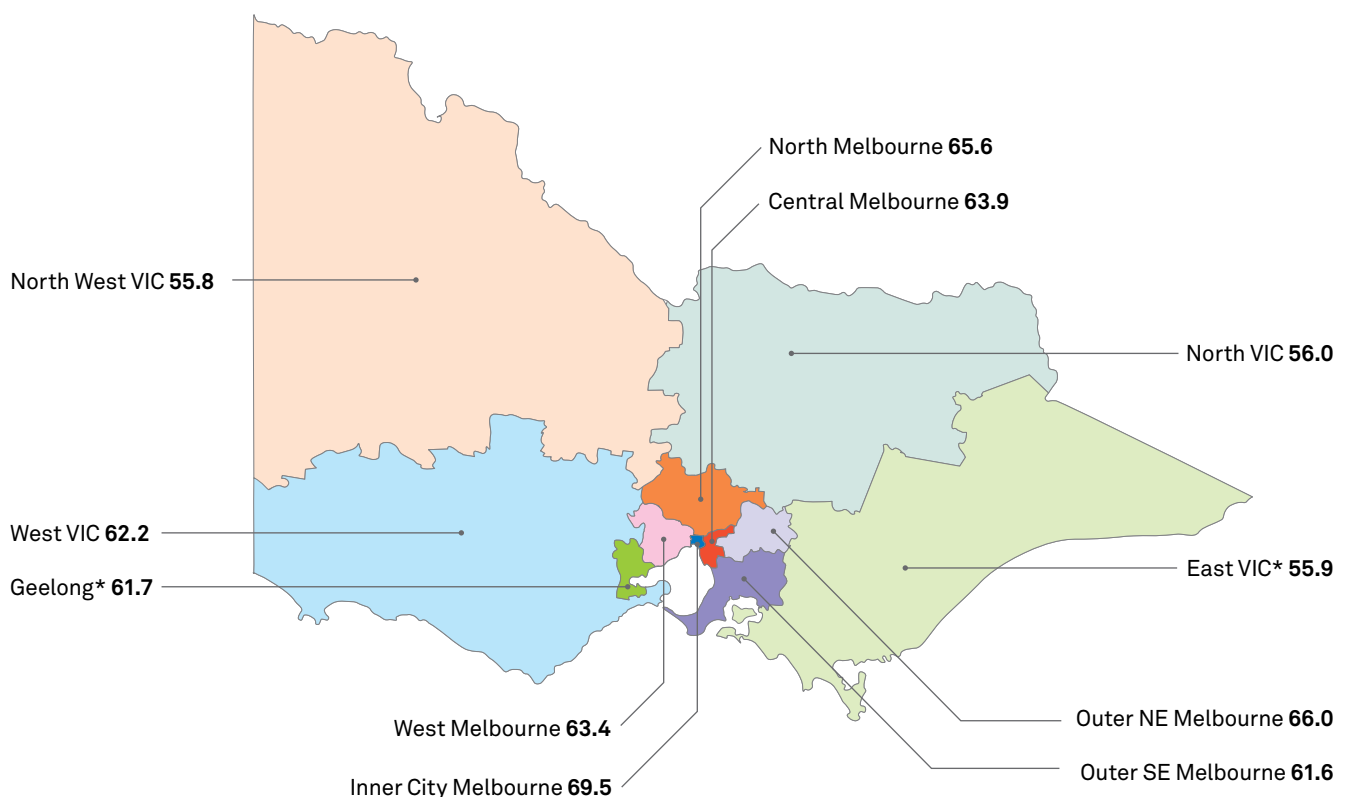 North Melbourne 65.6
Central Melbourne 63.9
North West VIC 55.8
North VIC 56.0
West VIC 62.2
East VIC* 55.9
Geelong* 61.7
West Melbourne 63.4
Outer NE Melbourne 66.0
Outer SE Melbourne 61.6
Inner City Melbourne 69.5